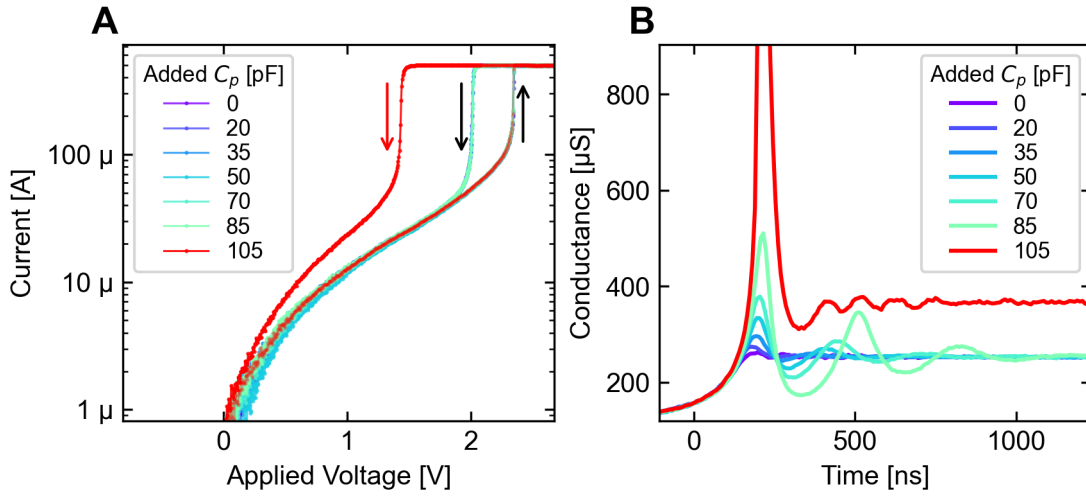 A
Added Cp [pF]
0
20
35
50
70
85
105
100 µ
10 µ
1 µ
Current [A]
0
1
2
Applied Voltage [V]
B
Added Cp [pF]
0
20
35
50
70
85
105
800
600
400
200
Conductance [µS]
0
500
1000
Time [ns]